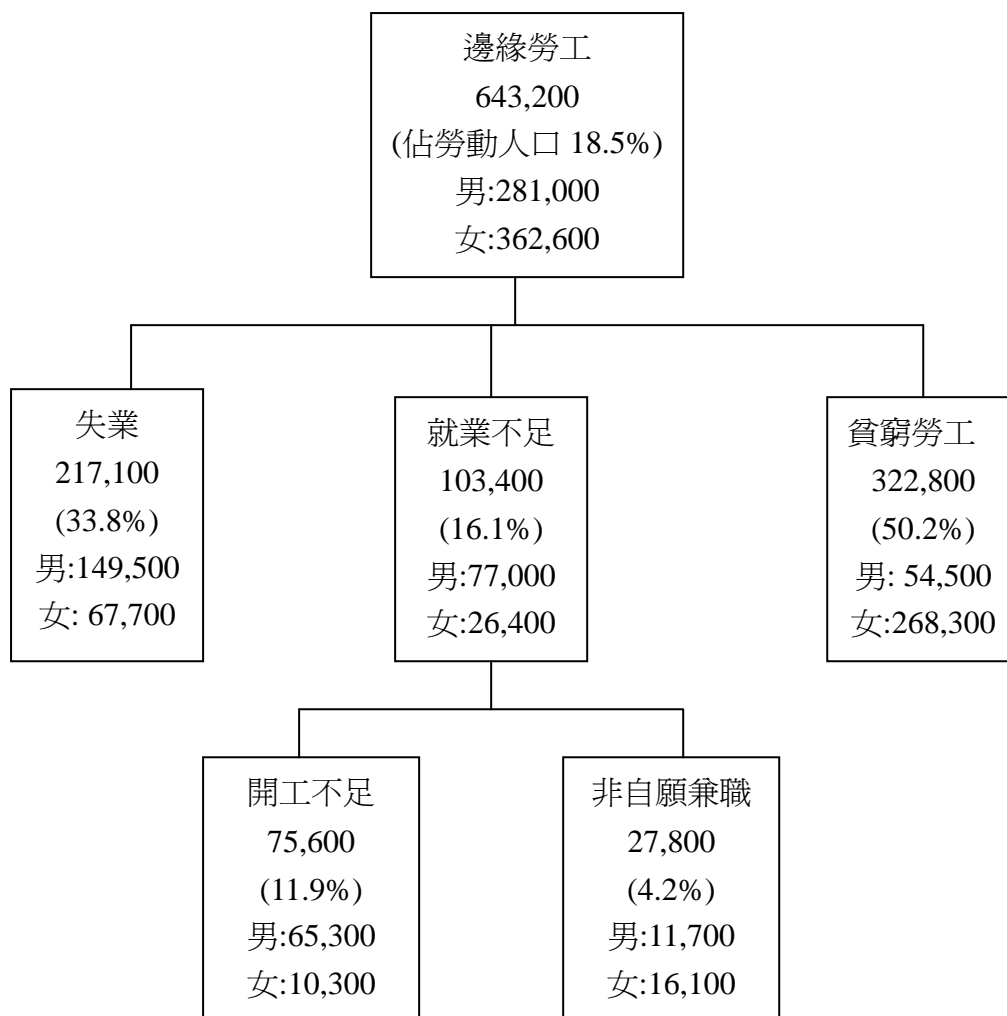 邊緣勞工
643,200
(佔勞動人口 18.5%)
男:281,000
女:362,600
失業
217,100
(33.8%)
男:149,500
女: 67,700
就業不足
103,400
(16.1%)
男:77,000
女:26,400
貧窮勞工
322,800
(50.2%)
男: 54,500
女:268,300
開工不足
75,600
(11.9%)
男:65,300
女:10,300
非自願兼職
27,800
(4.2%)
男:11,700
女:16,100